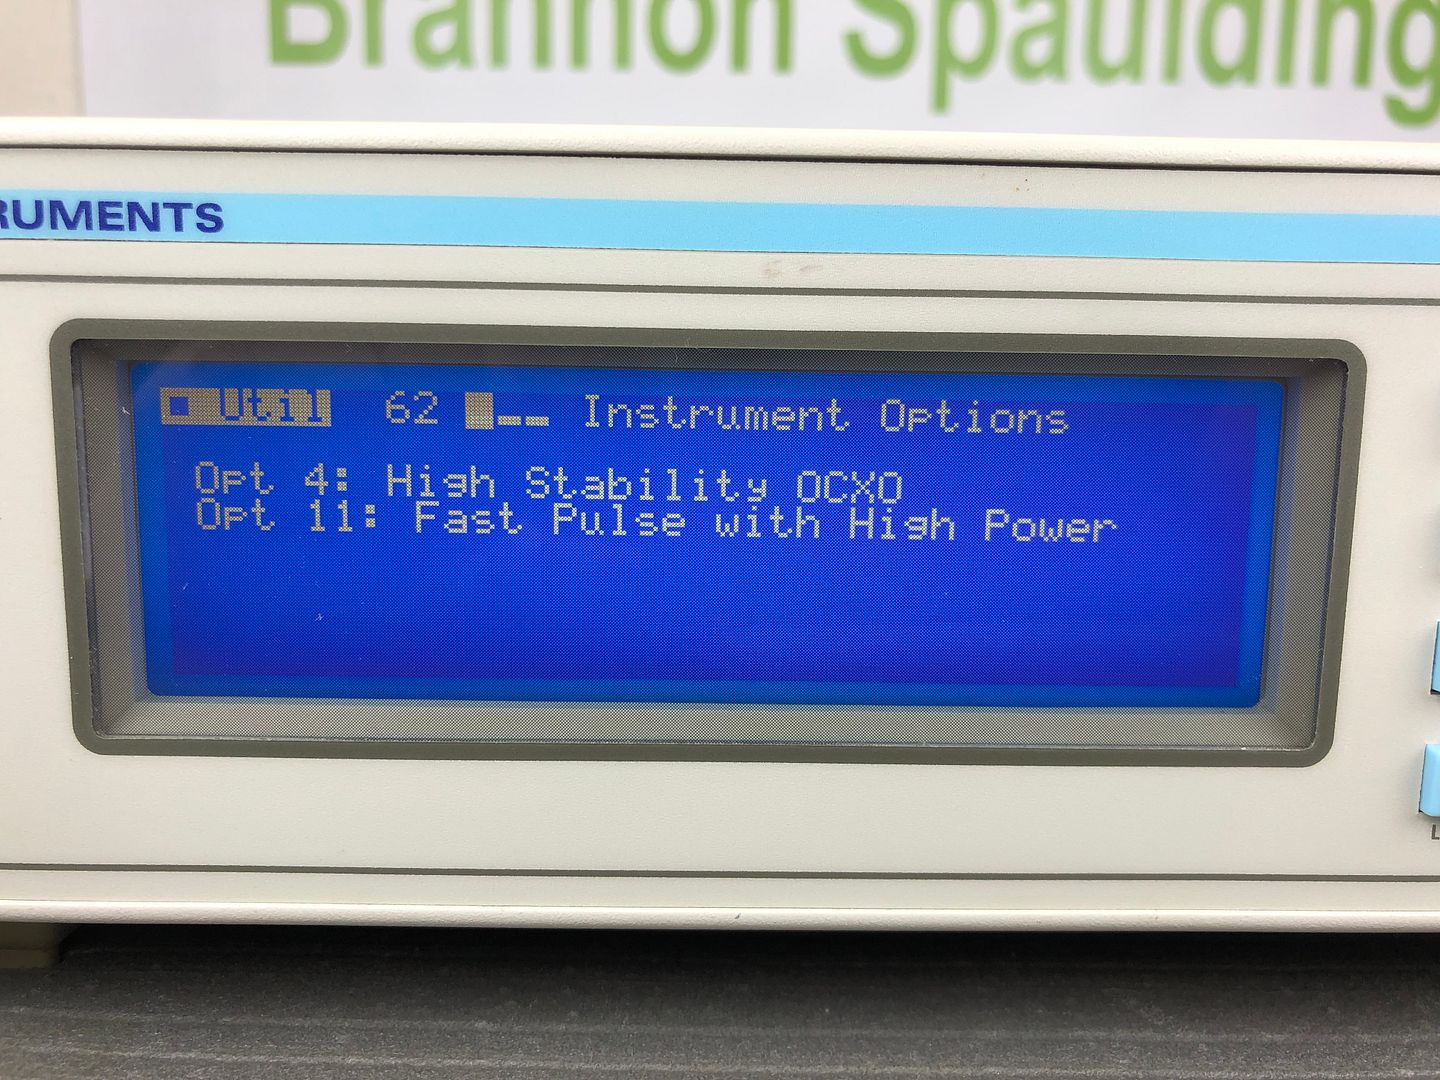 Brannon Spaulding
RUMENTS
Util 62 Instrument Options
Opt 4: High Stability OCXO
Opt 11: Fast Pulse with High Power
L